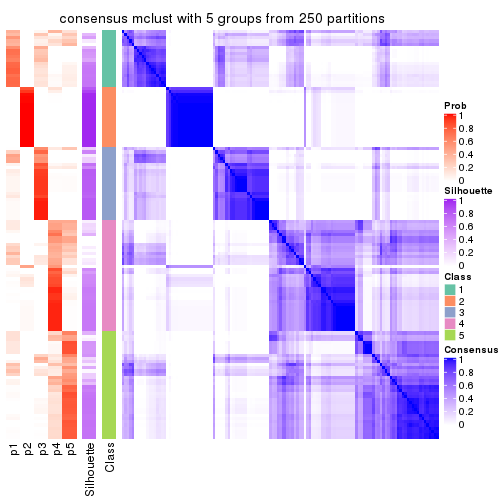 consensus mclust with 5 groups from 250 partitions
Prob
1
0.8
0.6
0.4
0.2
0
Silhouette
1
0.8
0.6
0.4
0.2
0
Class
1
2
3
4
5
Consensus
1
0.8
0.6
0.4
0.2
0
p1
p2
p3
p4
p5
Silhouette
Class